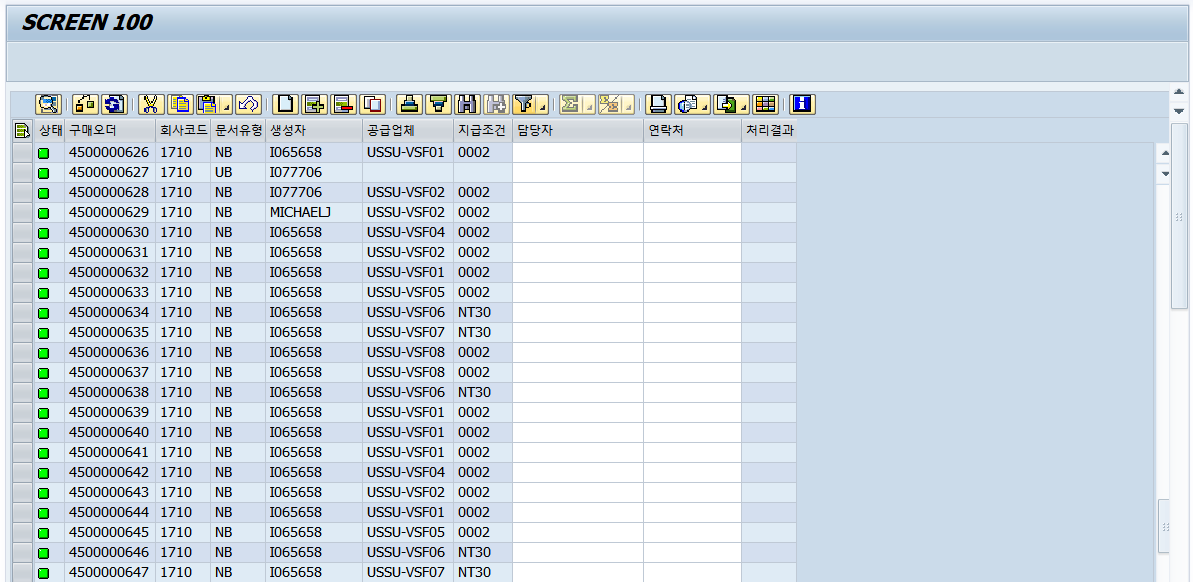 SCREEN 100
상태 구매오더 회사코드 문서유형 생성자 공급업체 지급조건 담당자 연락처 처리결과
4500000626 1710 NB I065658 USSU-VSF01 0002
4500000627 1710 UB I077706
4500000628 1710 NB I077706 USSU-VSF02 0002
4500000629 1710 NB MICHAELJ USSU-VSF02 0002
4500000630 1710 NB I065658 USSU-VSF04 0002
4500000631 1710 NB I065658 USSU-VSF02 0002
4500000632 1710 NB I065658 USSU-VSF01 0002
4500000633 1710 NB I065658 USSU-VSF05 0002
4500000634 1710 NB I065658 USSU-VSF06 NT30
4500000635 1710 NB I065658 USSU-VSF07 NT30
4500000636 1710 NB I065658 USSU-VSF08 0002
4500000637 1710 NB I065658 USSU-VSF08 0002
4500000638 1710 NB I065658 USSU-VSF06 NT30
4500000639 1710 NB I065658 USSU-VSF01 0002
4500000640 1710 NB I065658 USSU-VSF01 0002
4500000641 1710 NB I065658 USSU-VSF01 0002
4500000642 1710 NB I065658 USSU-VSF04 0002
4500000643 1710 NB I065658 USSU-VSF02 0002
4500000644 1710 NB I065658 USSU-VSF01 0002
4500000645 1710 NB I065658 USSU-VSF05 0002
4500000646 1710 NB I065658 USSU-VSF06 NT30
4500000647 1710 NB I065658 USSU-VSF07 NT30